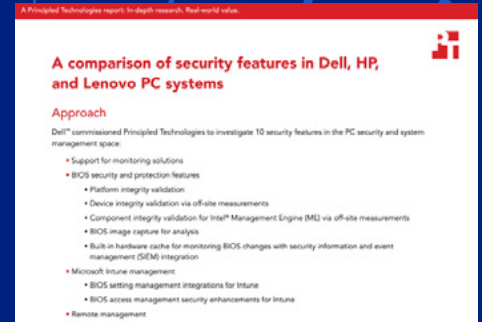 A Principled Technologies report: In-depth research. Real-world value.
A comparison of security features in Dell, HP,
and Lenovo PC systems
Approach
Dell™ commissioned Principled Technologies to investigate 10 security features in the PC security and system
management space:
• Support for monitoring solutions
• BIOS security and protection features
• Platform integrity validation
• Device integrity validation via off-site measurements
• Component integrity validation for Intel® Management Engine (ME) via off-site measurements
• BIOS image capture for analysis
• Built-in hardware cache for monitoring BIOS changes with security information and event
management (SIEM) integration
• Microsoft Intune management
• BIOS setting management integrations for Intune
• BIOS access management security enhancements for Intune
• Remote management